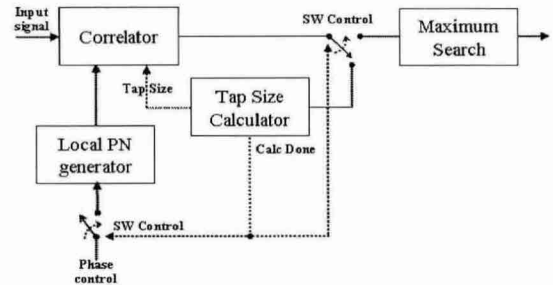 Input
signal
Correlator
SW Control
Maximum
Search
Tap Size
Tap Size
Calculator
Calc Done
Local PN
generator
SW Control
Phase
control